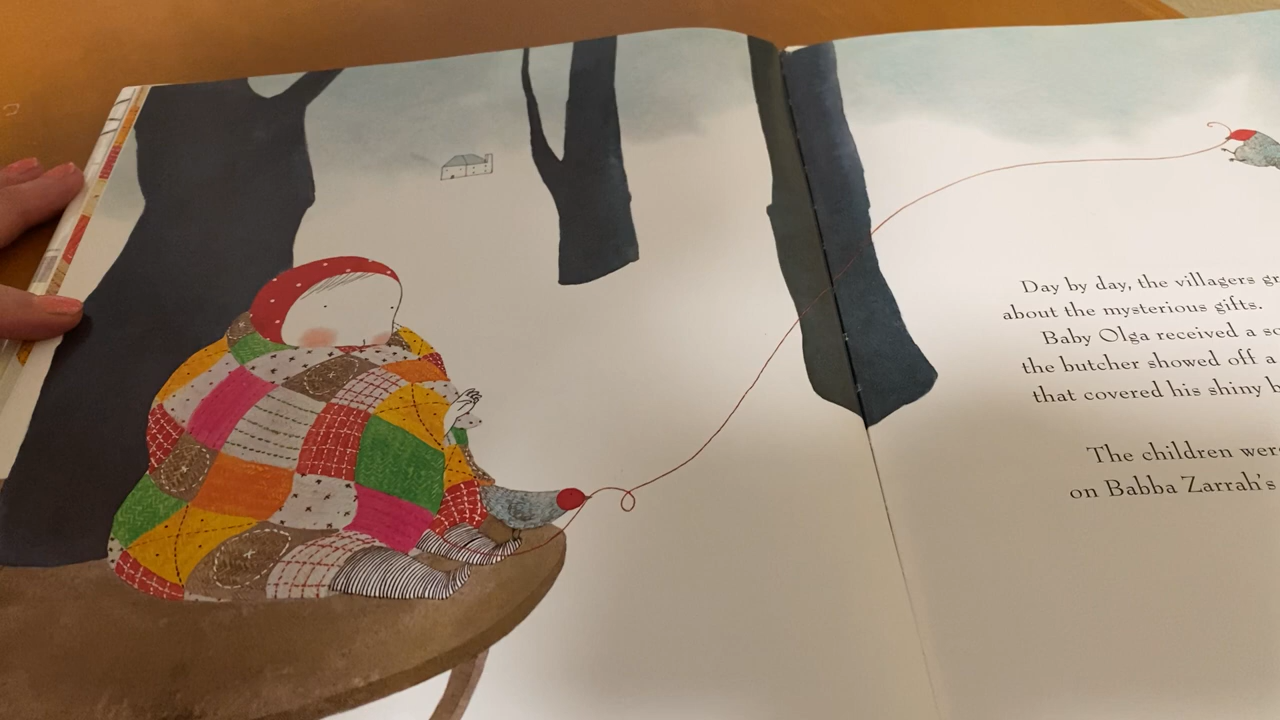 Day by day, the villagers
about the mysterious gifts.
Baby Olga received a
the butcher showed off a
that covered his shiny
The children
on Babba Zarrah's